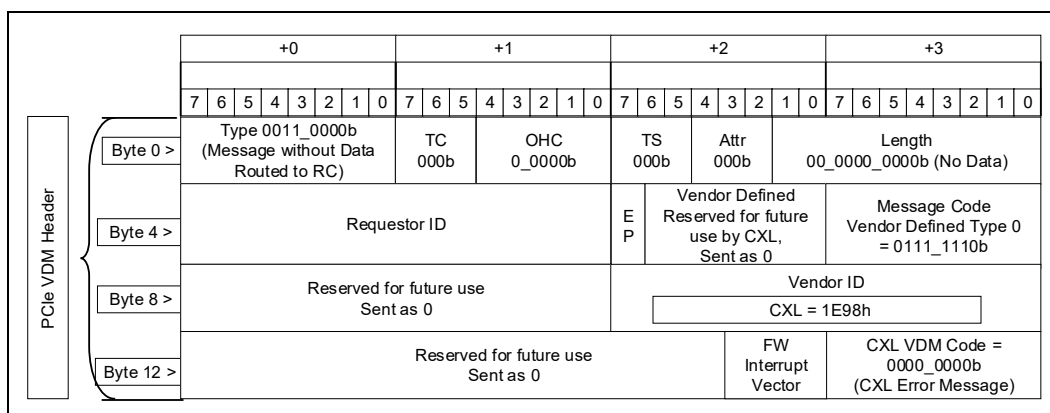 +0 +1 +2 +3
7 6 5 4 3 2 1 0 7 6 5 4 3 2 1 0 7 6 5 4 3 2 1 0 7 6 5 4 3 2 1 0
PCIe VDM Header
Byte 0 >
Type 0011_0000b
(Message without Data
Routed to RC)
TC
000b
OHC
0_0000b
TS
000b
Attr
000b
Length
00_0000_0000b (No Data)
Byte 4 >
Requestor ID
E
P
Vendor Defined
Reserved for future
use by CXL,
Sent as 0
Message Code
Vendor Defined Type 0
= 0111_1110b
Byte 8 >
Reserved for future use
Sent as 0
Vendor ID
CXL = 1E98h
Byte 12 >
Reserved for future use
Sent as 0
FW
Interrupt
Vector
CXL VDM Code =
0000_0000b
(CXL Error Message)